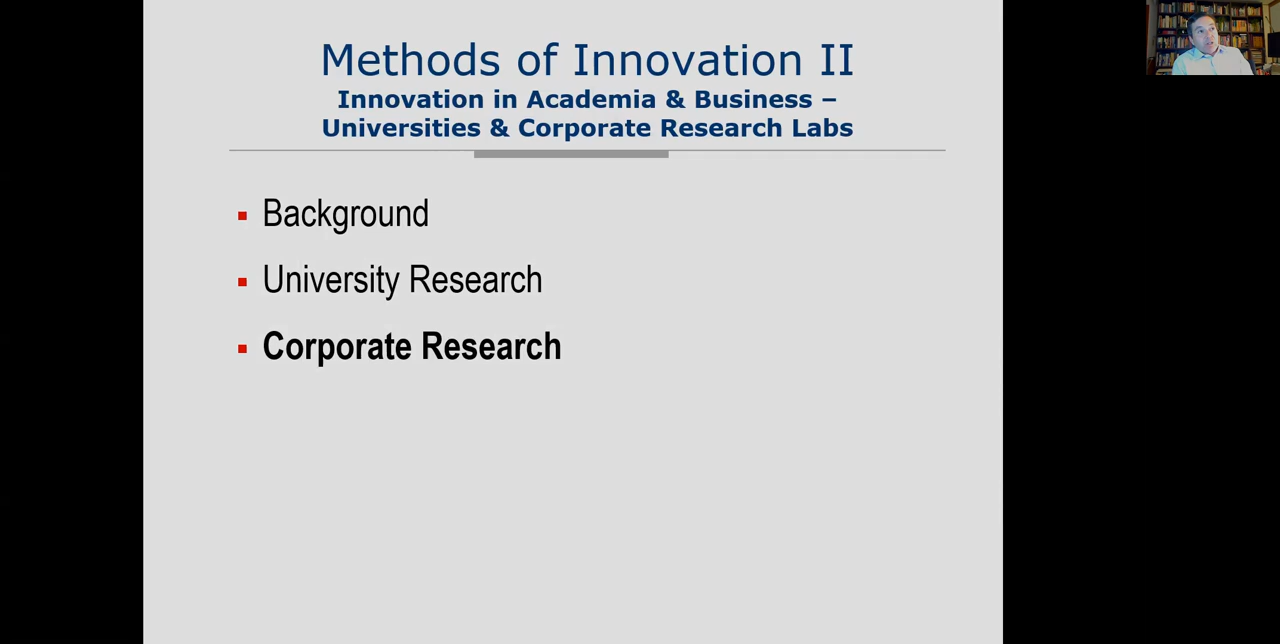 Methods of Innovation II
Innovation in Academia & Business –
Universities & Corporate Research Labs
Background
University Research
Corporate Research